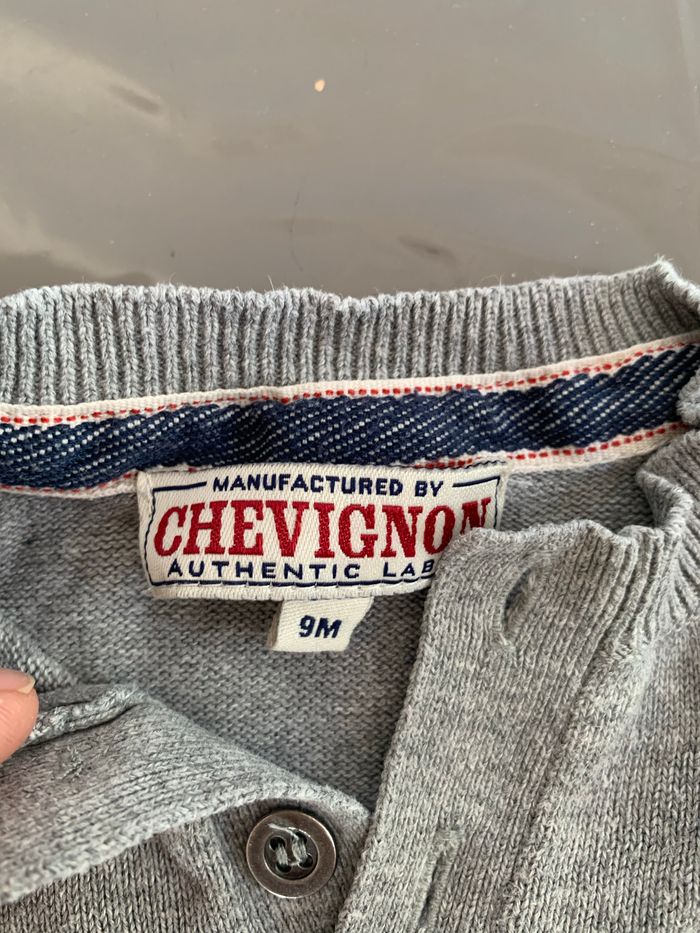 MANUFACTURED BY
CHEVIGNON
AUTHENTIC LAB
9M